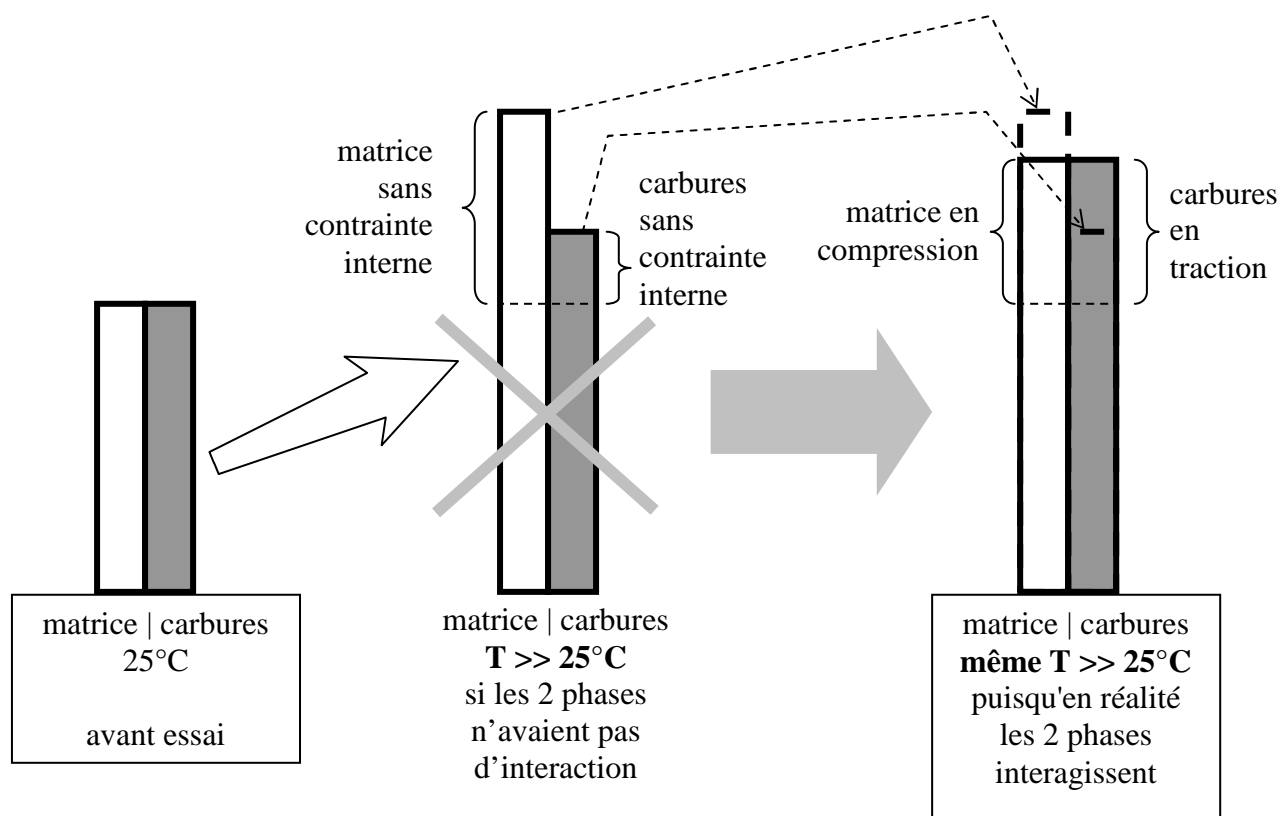 matrice
sans
contrainte
interne
carbures
sans
contrainte
interne
matrice en
compression
carbures
en
traction
matrice | carbures
25°C
avant essai
matrice | carbures
T >> 25°C
si les 2 phases
n’avaient pas
d’interaction
matrice | carbures
même T >> 25°C
puisqu'en réalité
les 2 phases
interagissent